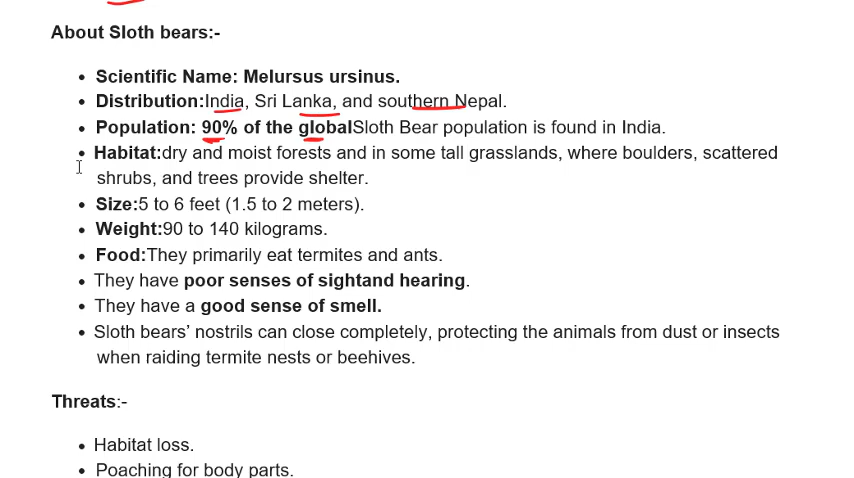 About Sloth bears:-
• Scientific Name: Melursus ursinus.
• Distribution:India, Sri Lanka, and southern Nepal.
• Population: 90% of the globalSloth Bear population is found in India.
• Habitat:dry and moist forests and in some tall grasslands, where boulders, scattered
shrubs, and trees provide shelter.
• Size:5 to 6 feet (1.5 to 2 meters).
• Weight:90 to 140 kilograms.
• Food:They primarily eat termites and ants.
• They have poor senses of sightand hearing.
• They have a good sense of smell.
• Sloth bears’ nostrils can close completely, protecting the animals from dust or insects
when raiding termite nests or beehives.
Threats:-
• Habitat loss.
• Poaching for body parts.